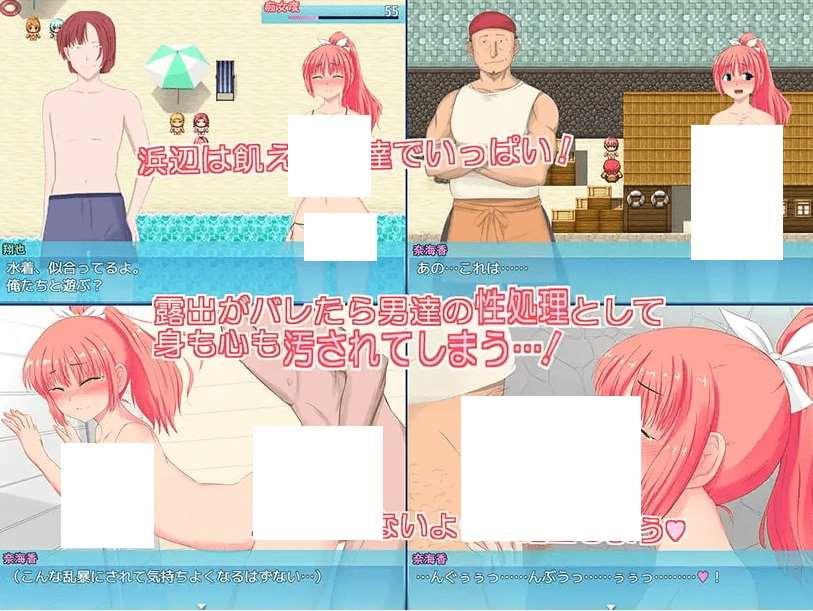 痴女度
55
浜辺は飢え
達でいっぱい!
翔也
水着、似合ってるよ。
俺たちと遊ぶ?
奈海香
あの…これは……
露出がバレたら男達の性処理として
身も心も汚されてしまう…!
ないよ
奈海香
(こんな乱暴にされて気持ちよくなるはずない…)
奈海香
…んぐぅぅっ……んぶうっ……ぅぅっ………♥!